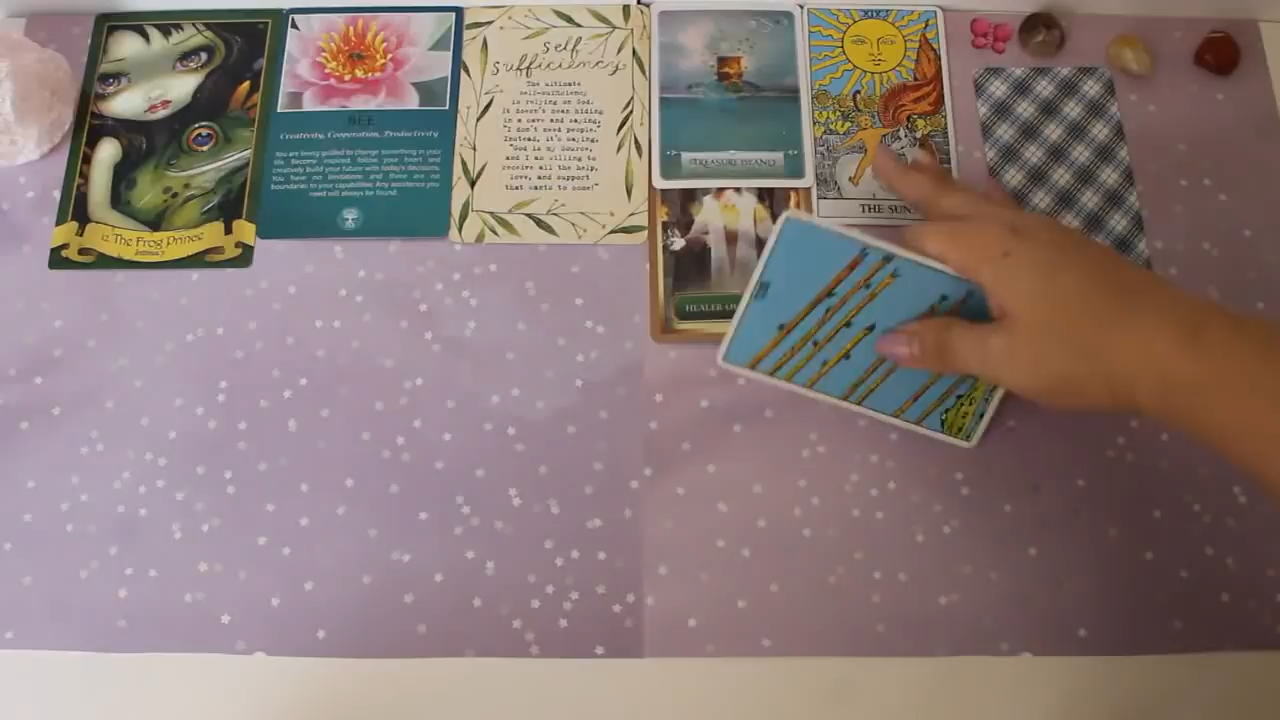 12 The Frog Prince
Intimacy
BEE
Creativity, Cooperation, Productivity
You are being guided to change something in your
life. Become inspired, follow your heart and
creatively build your future with today's decisions.
You have no limitations and there are no
boundaries to your capabilities. Any assistance you
need will always be found.
Self
Sufficiency
The ultimate
self-sufficiency
is relying on God.
It doesn't mean hiding
in a cave and saying,
"I don't need people."
Instead, it's saying,
"God is my Source,
and I am willing to
receive all the help,
love, and support
that wants to come!"
TREASURE ISLAND
HEALER
XIX
THE SUN